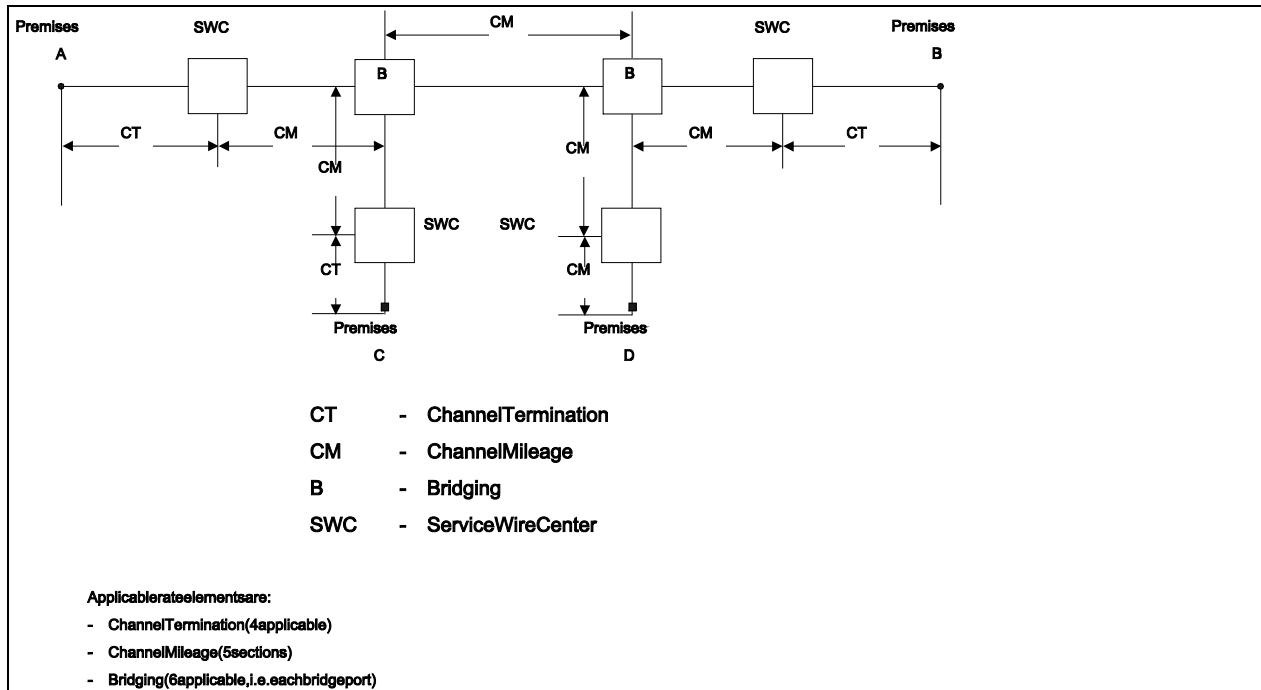 Premises SWC CM SWC Premises
A B B B
CT CM CM CT
CM CM
SWC SWC
CT CM
Premises Premises
C D
CT - ChannelTermination
CM - ChannelMileage
B - Bridging
SWC - ServiceWireCenter
Applicablerateelementsare:
- ChannelTermination(4applicable)
- ChannelMileage(5sections)
- Bridging(6applicable,i.e.eachbridgeport)